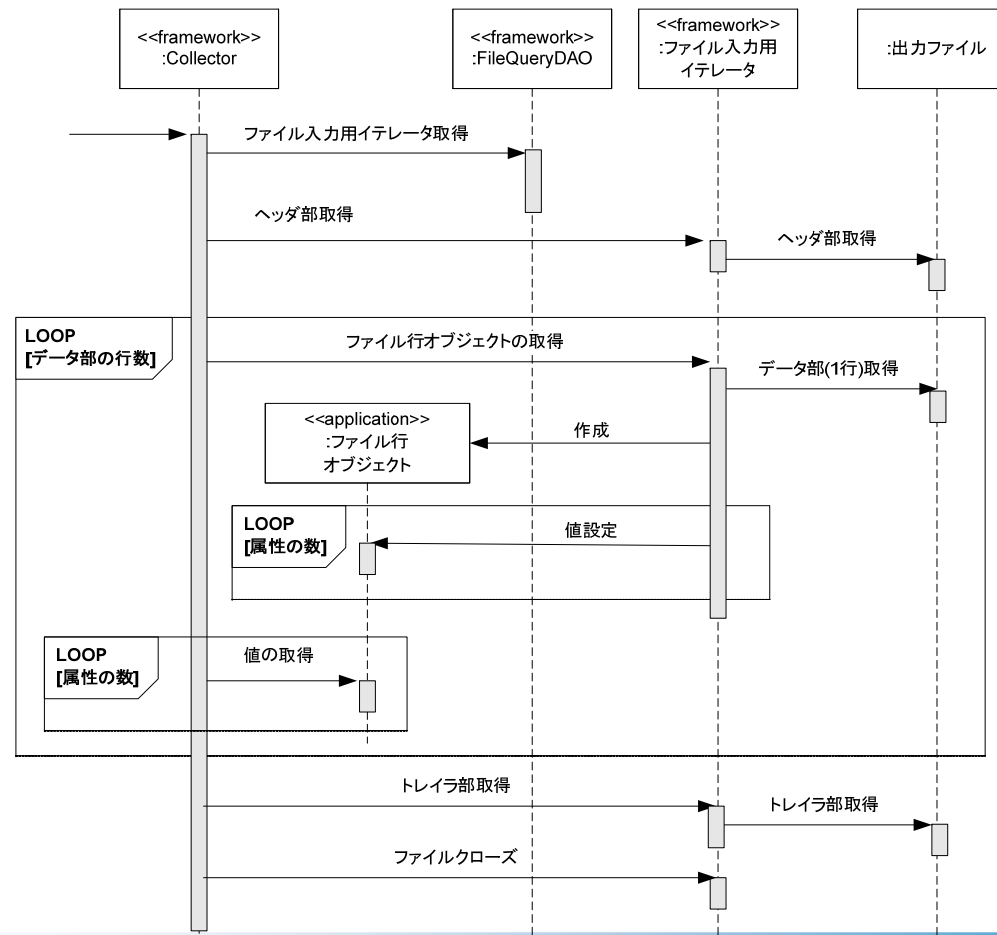 <<framework>>
:Collector
<<framework>>
:FileQueryDAO
<<framework>>
:ファイル入力用
イテレータ
:出力ファイル
ファイル入力用イテレータ取得
ヘッダ部取得
ヘッダ部取得
LOOP
[データ部の行数]
ファイル行オブジェクトの取得
データ部(1行)取得
<<application>>
:ファイル行
オブジェクト
作成
LOOP
[属性の数]
値設定
LOOP
[属性の数]
値の取得
トレイラ部取得
トレイラ部取得
ファイルクローズ